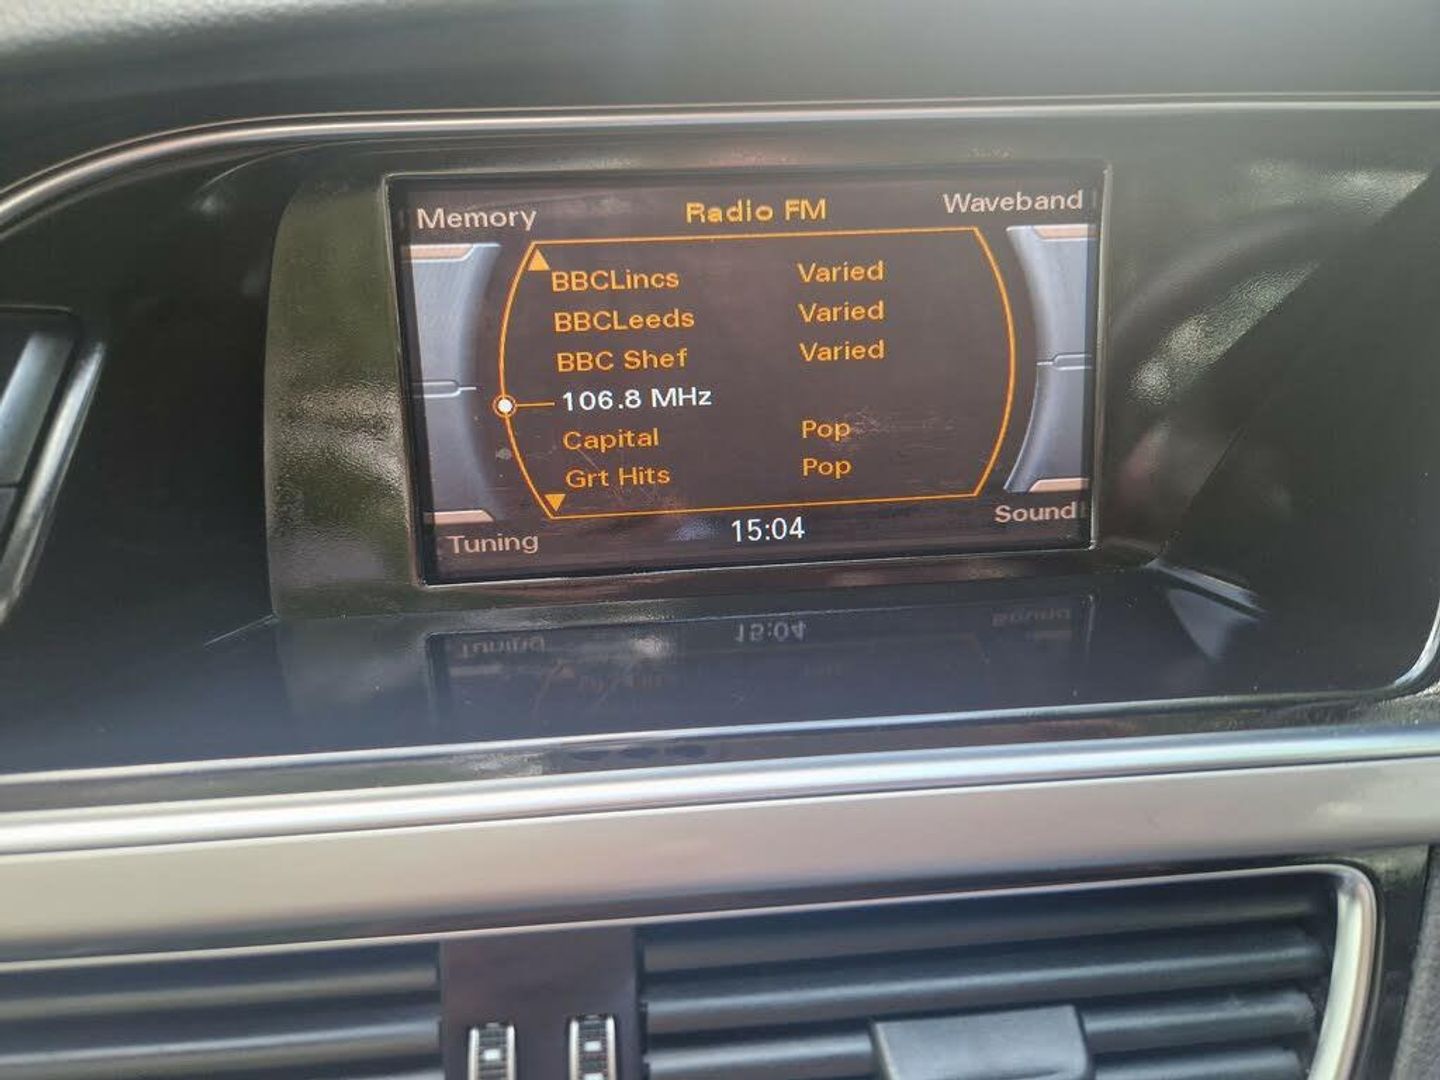 Memory Radio FM Waveband
BBCLincs Varied
BBCLeeds Varied
BBC Shef Varied
106.8 MHz
Capital Pop
Grt Hits Pop
Tuning 15:04 Sound